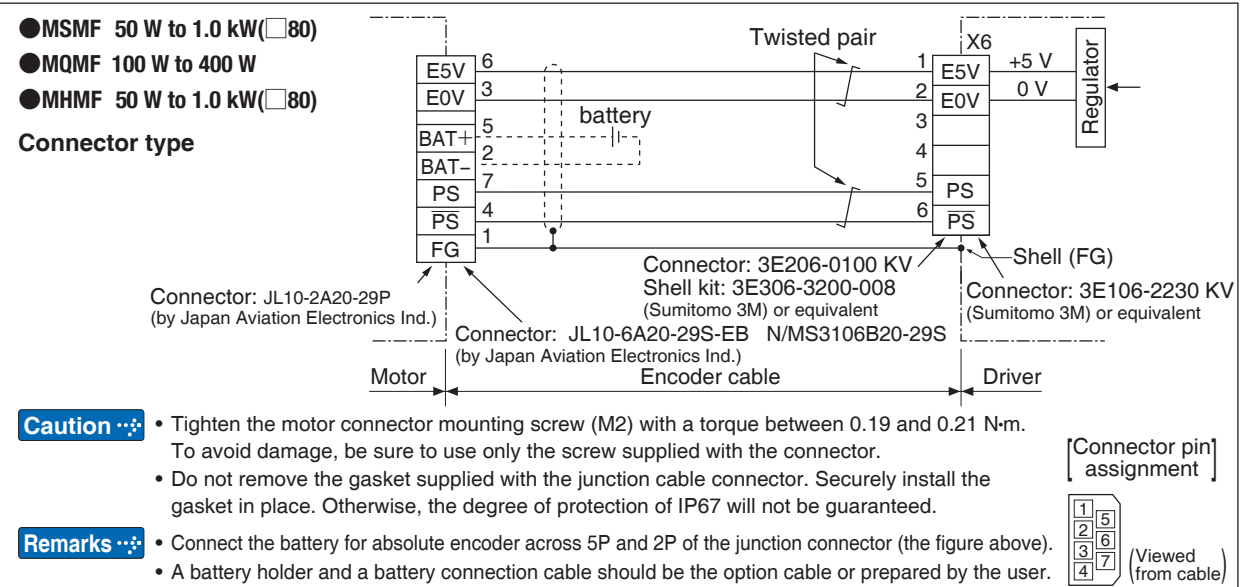 ●MSMF 50 W to 1.0 kW(□80)
●MQMF 100 W to 400 W
●MHMF 50 W to 1.0 kW(□80)
Connector type
Twisted pair
X6
E5V 6
1 E5V +5 V
E0V 3
2 E0V 0 V
Regulator
battery
3
BAT+ 5
4
BAT− 2
PS 7
5 PS
P̅S̅ 4
6 P̅S̅
FG 1
Shell (FG)
Connector: 3E206-0100 KV
Shell kit: 3E306-3200-008
(Sumitomo 3M) or equivalent
Connector: 3E106-2230 KV
(Sumitomo 3M) or equivalent
Connector: JL10-2A20-29P
(by Japan Aviation Electronics Ind.)
Connector: JL10-6A20-29S-EB N/MS3106B20-29S
(by Japan Aviation Electronics Ind.)
Motor Encoder cable Driver
Caution • Tighten the motor connector mounting screw (M2) with a torque between 0.19 and 0.21 N•m.
To avoid damage, be sure to use only the screw supplied with the connector.
• Do not remove the gasket supplied with the junction cable connector. Securely install the
gasket in place. Otherwise, the degree of protection of IP67 will not be guaranteed.
Remarks • Connect the battery for absolute encoder across 5P and 2P of the junction connector (the figure above).
• A battery holder and a battery connection cable should be the option cable or prepared by the user.
[Connector pin
assignment]
1
5
2
6
3
7
4
(Viewed
from cable)